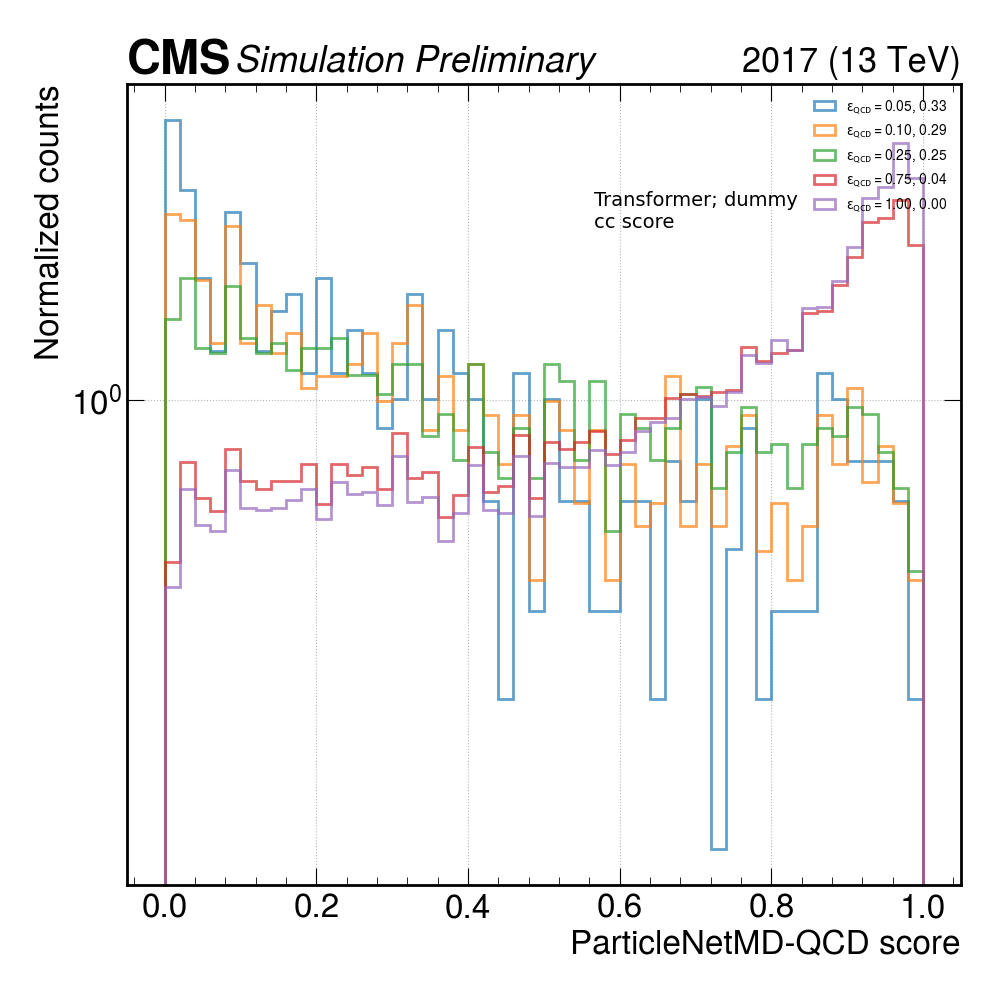 CMS Simulation Preliminary 2017 (13 TeV)
Normalized counts
ε_QCD = 0.05, 0.33
ε_QCD = 0.10, 0.29
ε_QCD = 0.25, 0.25
ε_QCD = 0.75, 0.04
ε_QCD = 1.00, 0.00
Transformer; dummy
cc score
10⁰
0.0 0.2 0.4 0.6 0.8 1.0
ParticleNetMD-QCD score